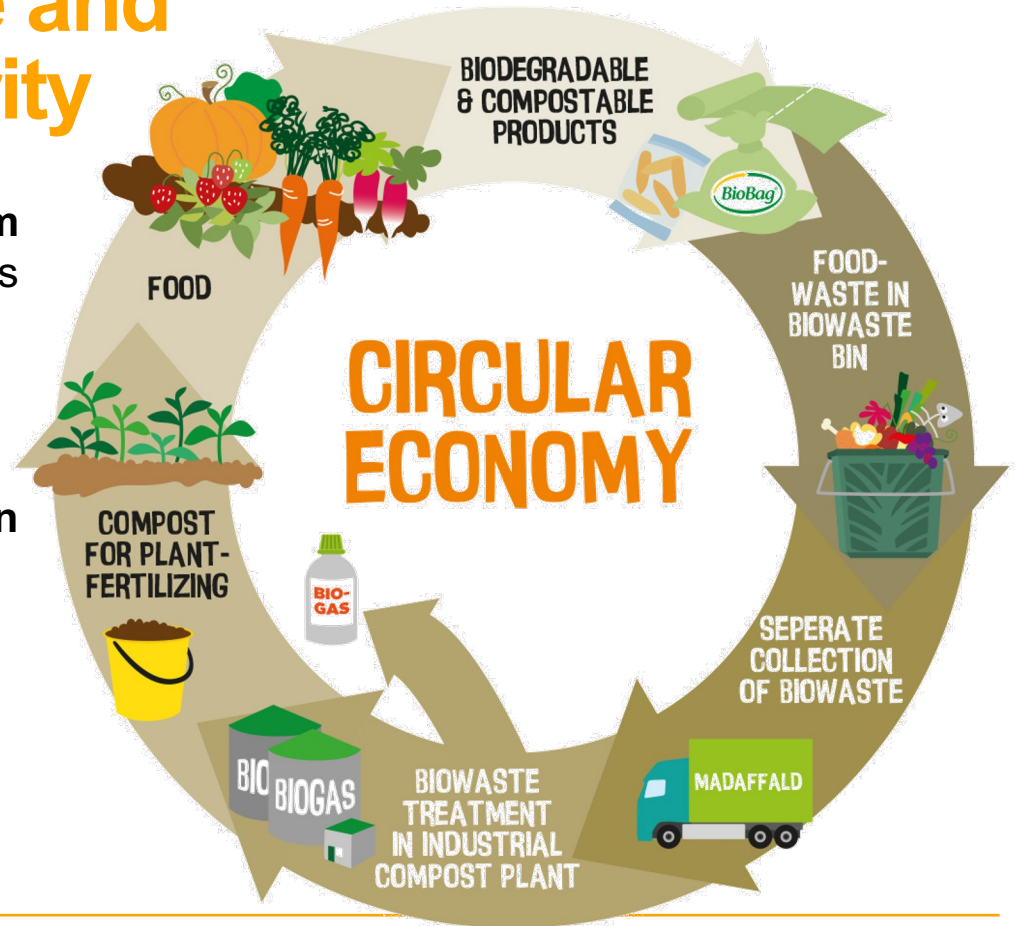 e and
ity
m
s
n
BIODEGRADABLE
& COMPOSTABLE
PRODUCTS
BioBag®
FOOD-
WASTE IN
BIOWASTE
BIN
SEPERATE
COLLECTION
OF BIOWASTE
MADAFFALD
BIOWASTE
TREATMENT
IN INDUSTRIAL
COMPOST PLANT
BIO
BIOGAS
BIO-
GAS
COMPOST
FOR PLANT-
FERTILIZING
FOOD
CIRCULAR
ECONOMY